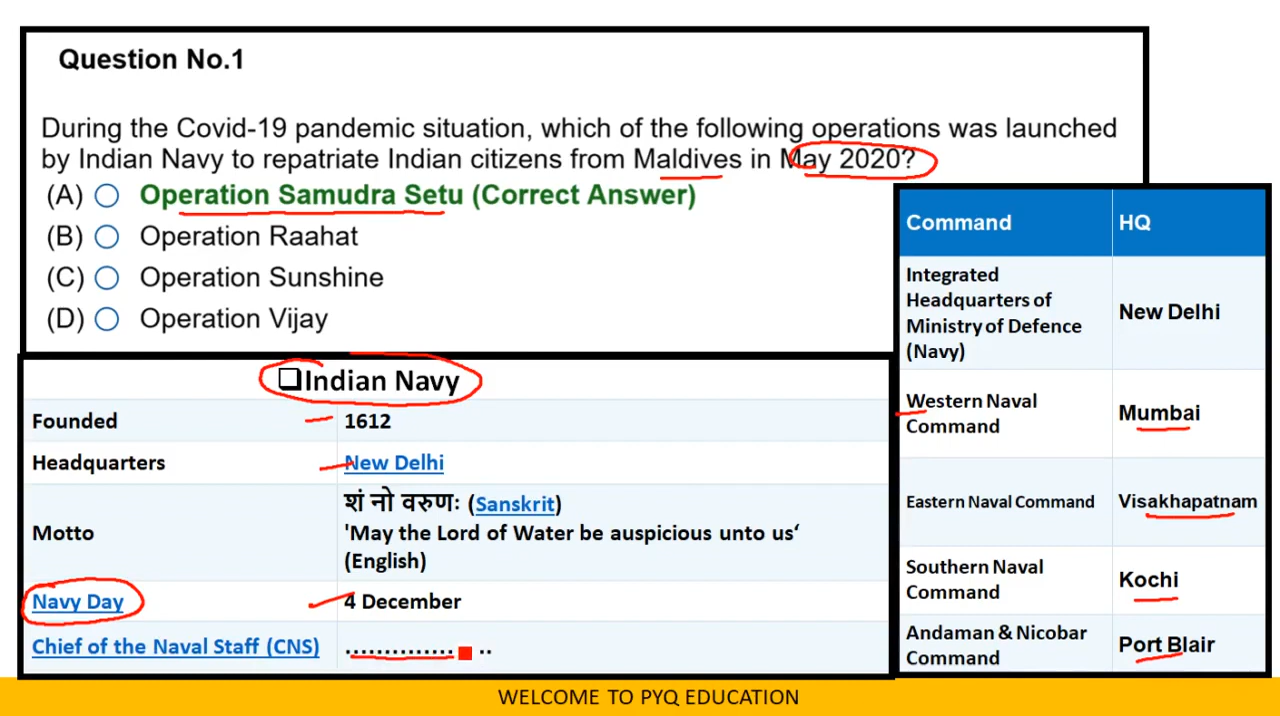 Question No.1
During the Covid-19 pandemic situation, which of the following operations was launched
by Indian Navy to repatriate Indian citizens from Maldives in May 2020?
(A) Operation Samudra Setu (Correct Answer)
(B) Operation Raahat
(C) Operation Sunshine
(D) Operation Vijay
❑Indian Navy
Founded 1612
Headquarters New Delhi
Motto
शं नो वरुणः (Sanskrit)
'May the Lord of Water be auspicious unto us‘
(English)
Navy Day 4 December
Chief of the Naval Staff (CNS) ................
Command HQ
Integrated
Headquarters of
Ministry of Defence
(Navy)
New Delhi
Western Naval
Command
Mumbai
Eastern Naval Command Visakhapatnam
Southern Naval
Command
Kochi
Andaman & Nicobar
Command
Port Blair
WELCOME TO PYQ EDUCATION